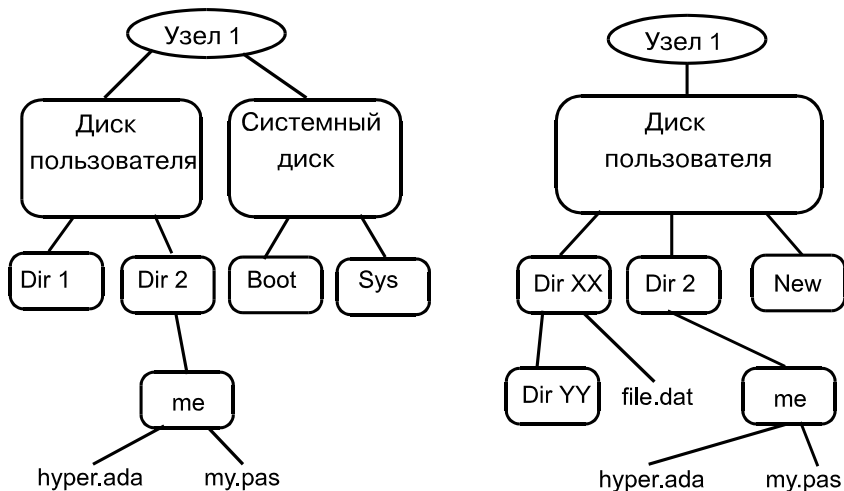 Узел 1
Диск
пользователя
Системный
диск
Dir 1
Dir 2
Boot
Sys
me
hyper.ada
my.pas
Узел 1
Диск
пользователя
Dir XX
Dir 2
New
Dir YY
file.dat
me
hyper.ada
my.pas